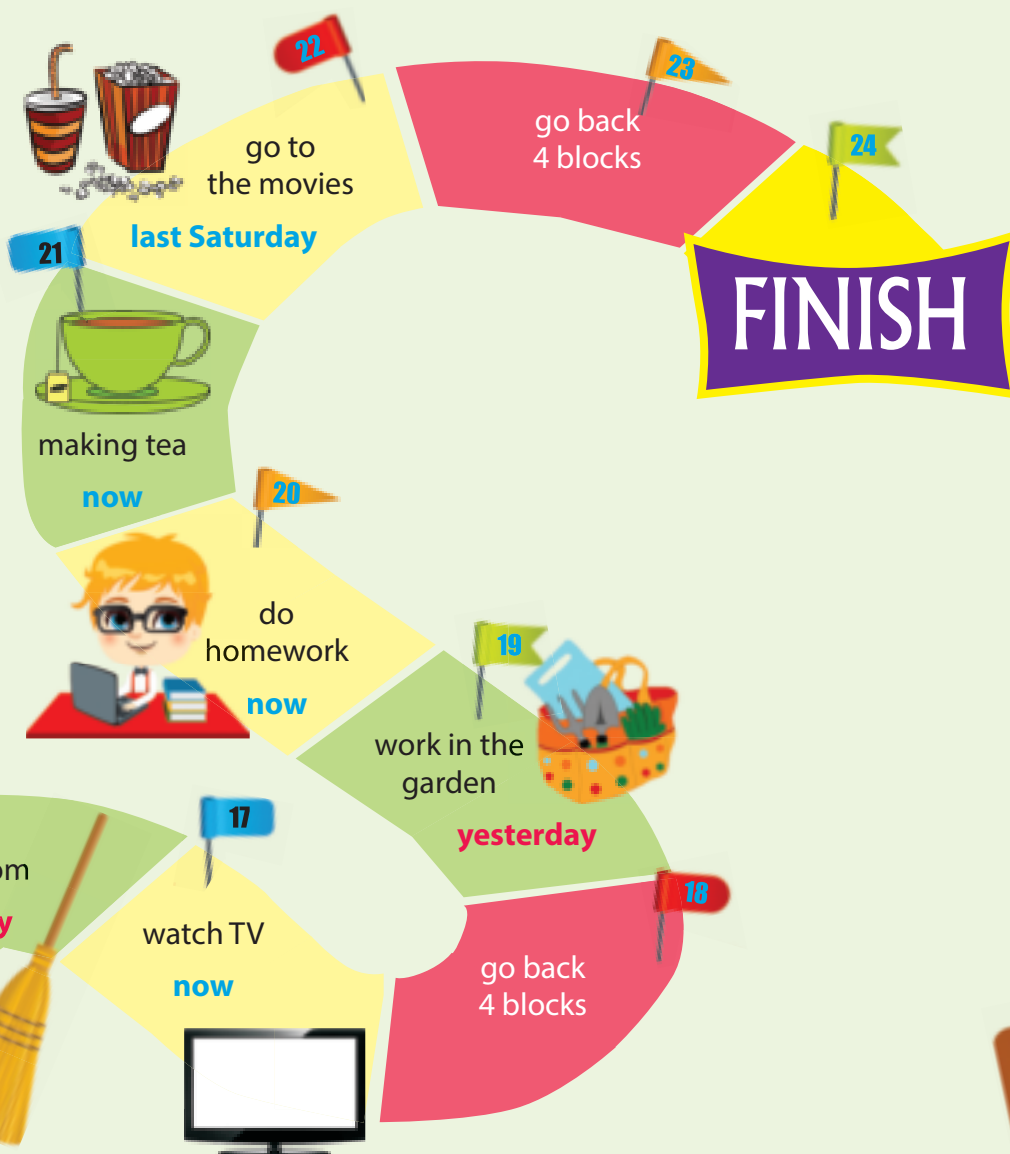 22
23
24
go to
the movies
last Saturday
go back
4 blocks
FINISH
21
making tea
now
20
do
homework
now
19
work in the
garden
yesterday
17
watch TV
now
18
go back
4 blocks